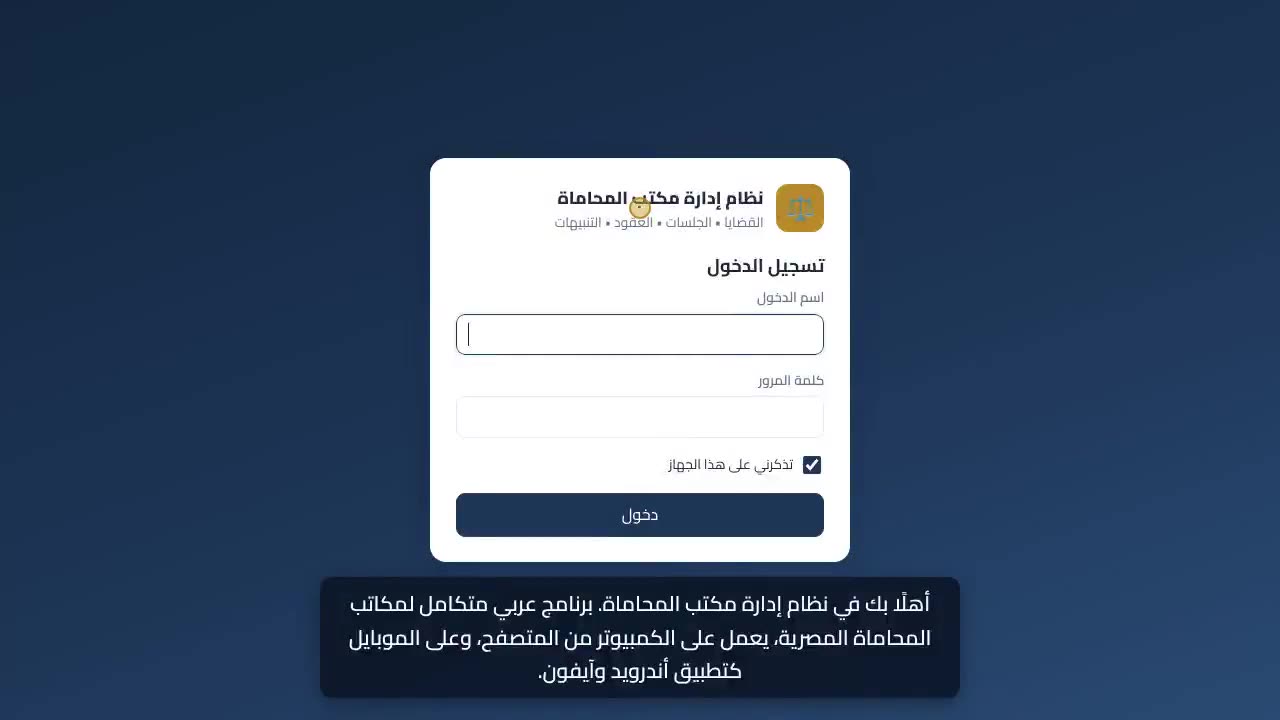 نظام إدارة مكتب المحاماة
القضايا • الجلسات • العقود • التنبيهات
تسجيل الدخول
اسم الدخول
كلمة المرور
تذكرني على هذا الجهاز
دخول
أهلًا بك في نظام إدارة مكتب المحاماة. برنامج عربي متكامل لمكاتب
المحاماة المصرية، يعمل على الكمبيوتر من المتصفح، وعلى الموبايل
كتطبيق أندرويد وآيفون.